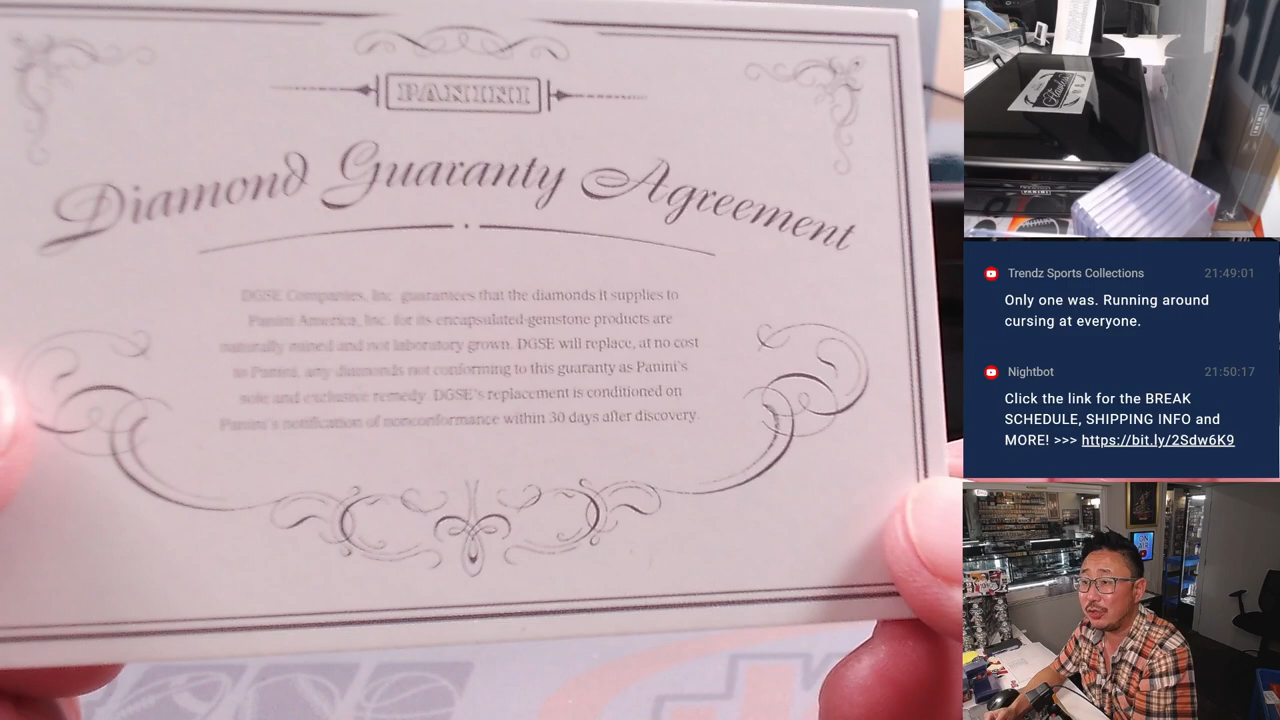 PANINI
Diamond Guaranty Agreement
DGSE Companies, Inc. guarantees that the diamonds it supplies to
Panini America, Inc. for its encapsulated-gemstone products are
naturally mined and not laboratory grown. DGSE will replace, at no cost
to Panini, any diamonds not conforming to this guaranty as Panini's
sole and exclusive remedy. DGSE's replacement is conditioned on
Panini's notification of nonconformance within 30 days after discovery.
Flawless
PANINI
PANINI
Trendz Sports Collections 21:49:01
Only one was. Running around
cursing at everyone.
Nightbot 21:50:17
Click the link for the BREAK
SCHEDULE, SHIPPING INFO and
MORE! >>> https://bit.ly/2Sdw6K9
ON
AIR